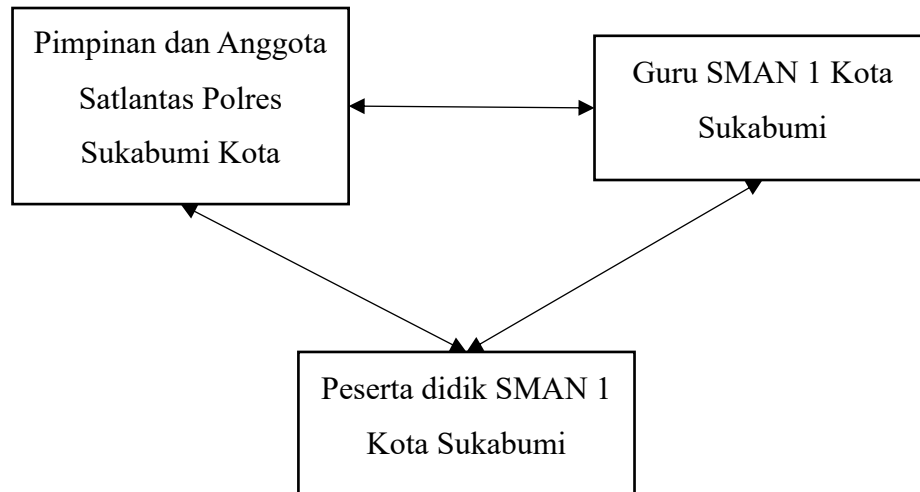 Pimpinan dan Anggota
Satlantas Polres
Sukabumi Kota
Guru SMAN 1 Kota
Sukabumi
Peserta didik SMAN 1
Kota Sukabumi